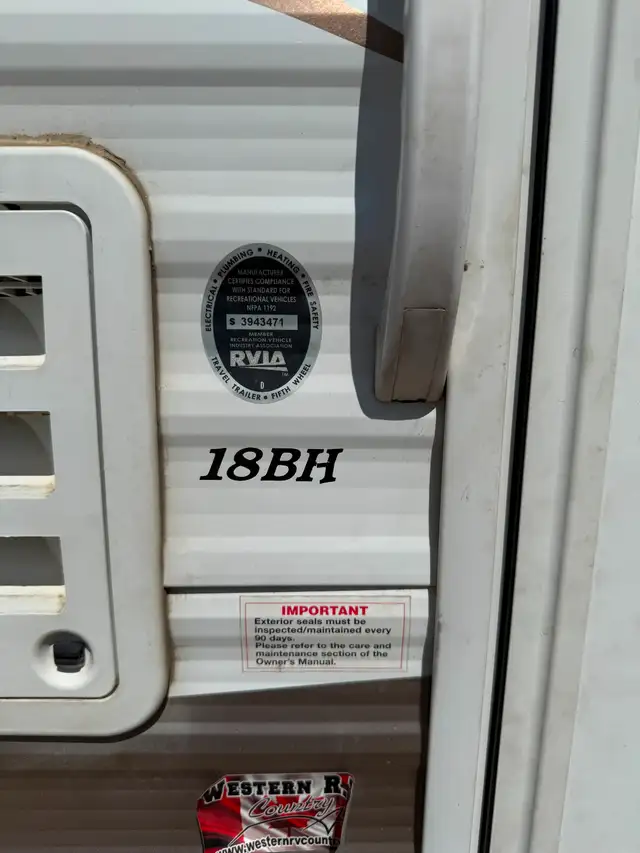 ELECTRICAL • PLUMBING • HEATING • FIRE SAFETY
MANUFACTURER
CERTIFIES COMPLIANCE
WITH STANDARD FOR
RECREATIONAL VEHICLES
NFPA 1192
S 3943471
MEMBER
RECREATION VEHICLE
INDUSTRY ASSOCIATION
RVIA
TM
D
TRAVEL TRAILER • FIFTH WHEEL
18BH
IMPORTANT
Exterior seals must be
inspected/maintained every
90 days.
Please refer to the care and
maintenance section of the
Owner's Manual.
WESTERN RV
Country
www.westernrvcount